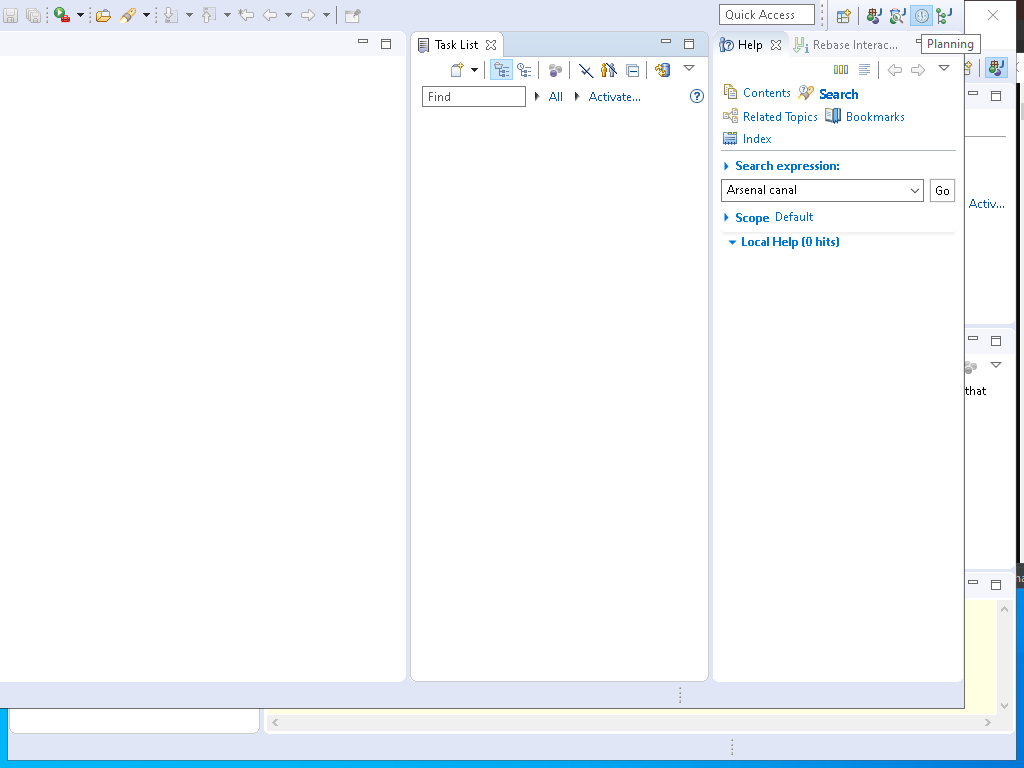 Quick Access
Planning
Task List
Help
Rebase Interac...
Find
All
Activate...
Contents
Search
Related Topics
Bookmarks
Index
Search expression:
Arsenal canal
Go
Scope
Default
Local Help (0 hits)
Activ...
that